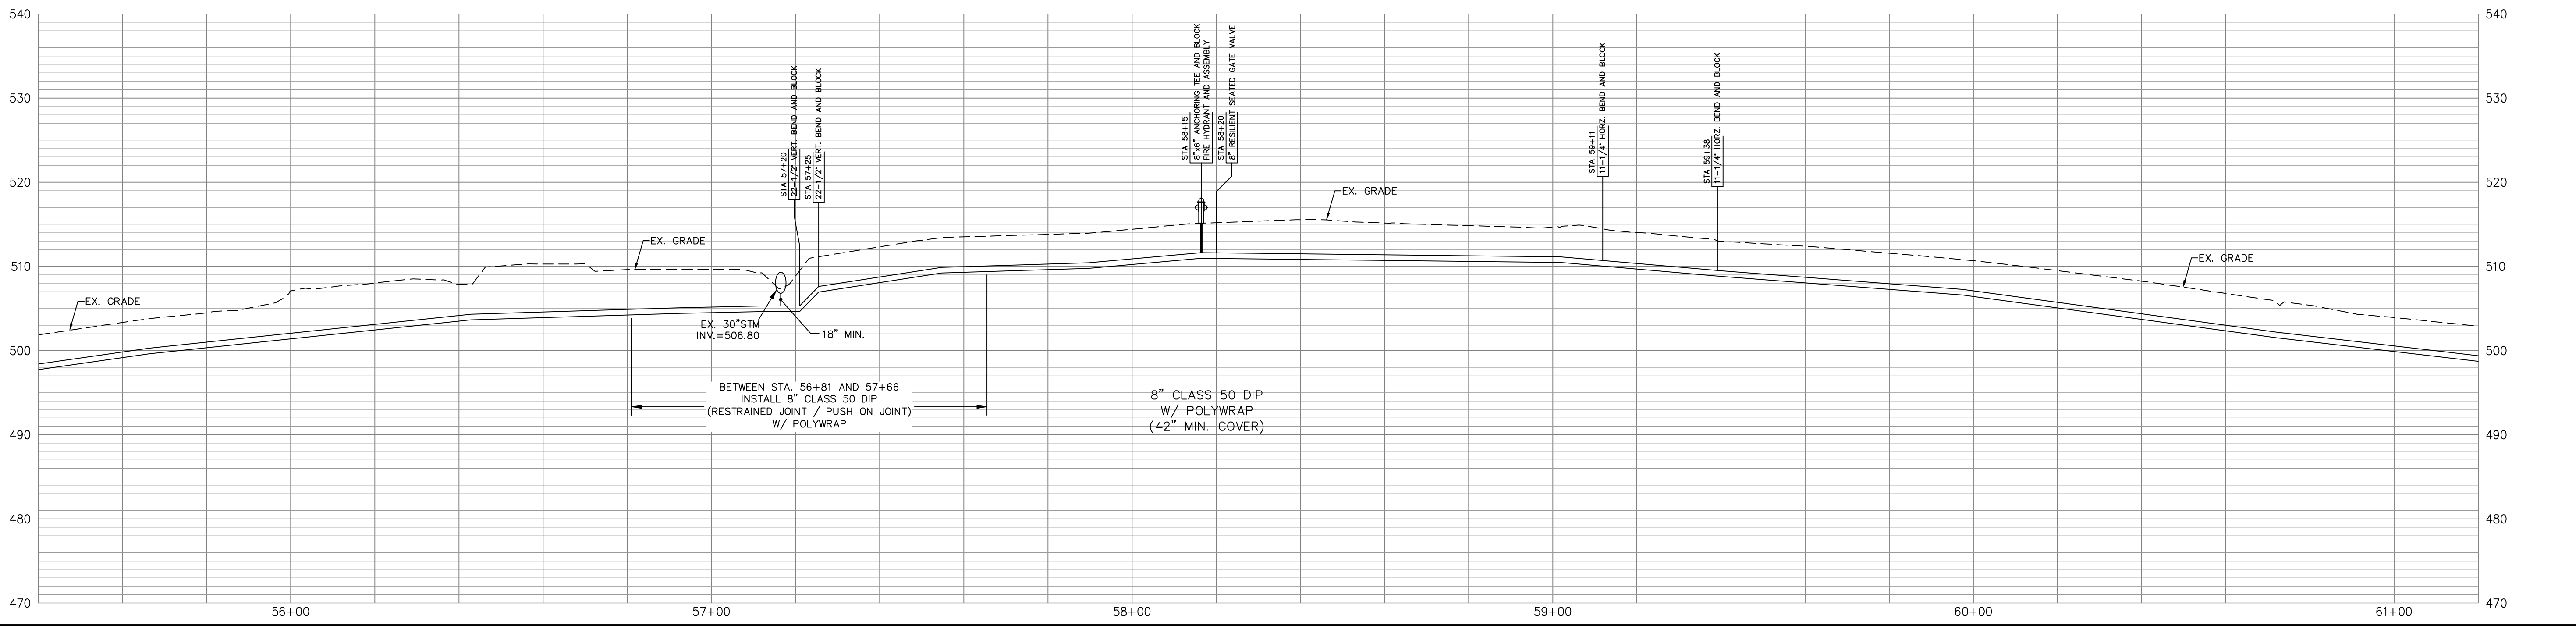 540
530
520
510
500
490
480
470
540
530
520
510
500
490
480
470
STA 57+20
22-1/2° VERT. BEND AND BLOCK
STA 57+25
22-1/2° VERT. BEND AND BLOCK
STA 58+15
8"x6" ANCHORING TEE AND BLOCK
FIRE HYDRANT AND ASSEMBLY
STA 58+20
8" RESILIENT SEATED GATE VALVE
STA 59+11
11-1/4° HORZ. BEND AND BLOCK
STA 59+38
11-1/4° HORZ. BEND AND BLOCK
EX. GRADE
EX. GRADE
EX. GRADE
EX. GRADE
EX. 30"STM
INV.=506.80
18" MIN.
BETWEEN STA. 56+81 AND 57+66
INSTALL 8" CLASS 50 DIP
(RESTRAINED JOINT / PUSH ON JOINT)
W/ POLYWRAP
8" CLASS 50 DIP
W/ POLYWRAP
(42" MIN. COVER)
56+00
57+00
58+00
59+00
60+00
61+00